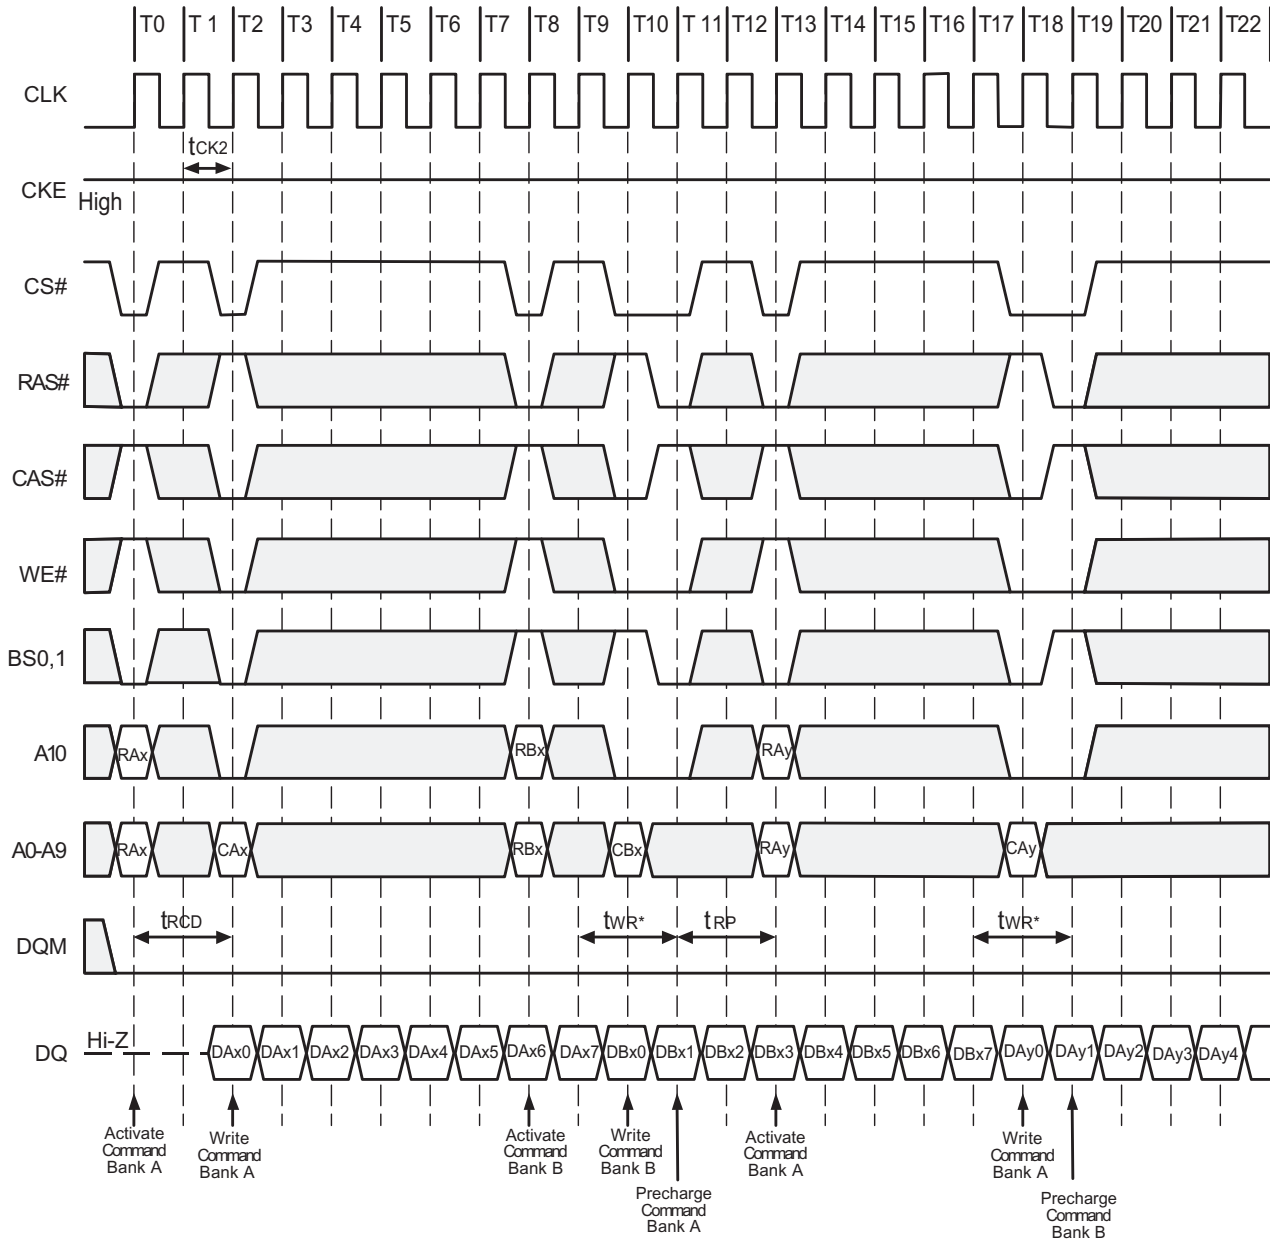 T0 T 1 T2 T3 T4 T5 T6 T7 T8 T9 T10 T 11 T12 T13 T14 T15 T16 T17 T18 T19 T20 T21 T22
CLK
tCK2
CKE
High
CS#
RAS#
CAS#
WE#
BS0,1
A10 RAx RBx RAy
A0-A9 RAx CAx RBx CBx RAy CAy
tRCD tWR* tRP tWR*
DQM
Hi-Z
DQ DAx0 DAx1 DAx2 DAx3 DAx4 DAx5 DAx6 DAx7 DBx0 DBx1 DBx2 DBx3 DBx4 DBx5 DBx6 DBx7 DAy0 DAy1 DAy2 DAy3 DAy4
Activate
Command
Bank A
Write
Command
Bank A
Activate
Command
Bank B
Write
Command
Bank B
Precharge
Command
Bank A
Activate
Command
Bank A
Write
Command
Bank A
Precharge
Command
Bank B